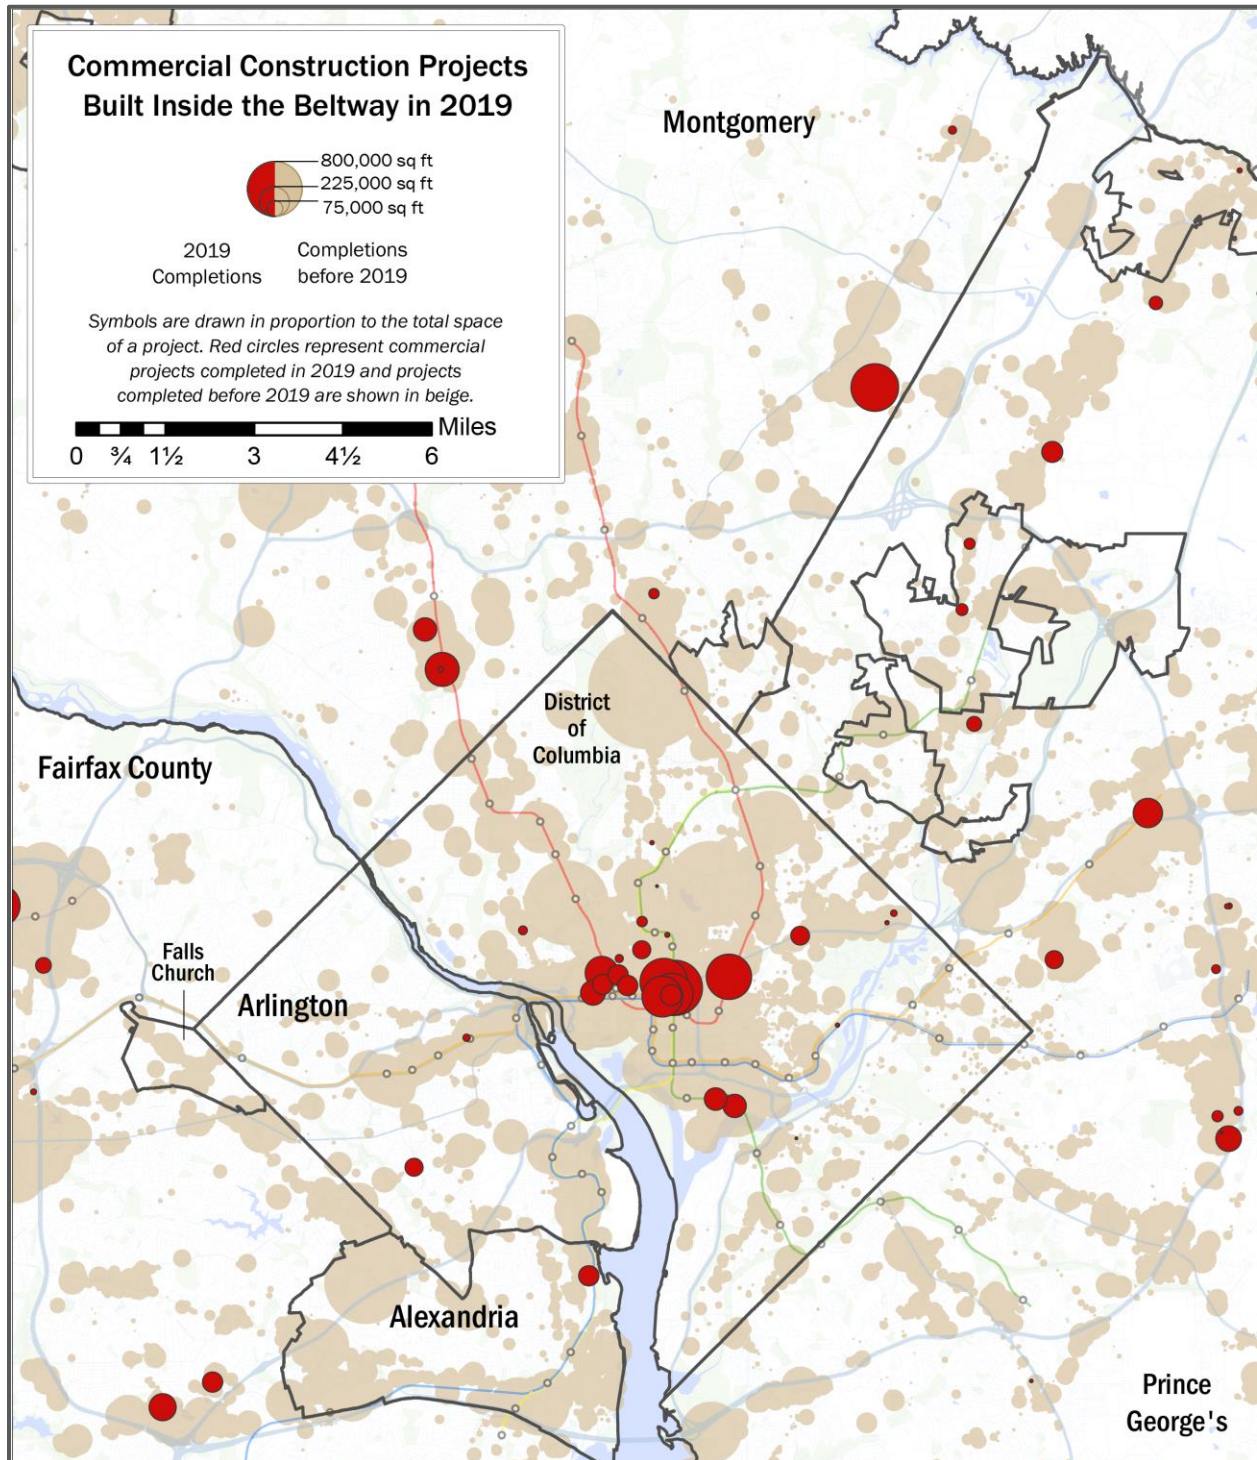 Commercial Construction Projects
Built Inside the Beltway in 2019
800,000 sq ft
225,000 sq ft
75,000 sq ft
2019
Completions
Completions
before 2019
Symbols are drawn in proportion to the total space
of a project. Red circles represent commercial
projects completed in 2019 and projects
completed before 2019 are shown in beige.
Miles
0 ¾ 1½ 3 4½ 6
Montgomery
District
of
Columbia
Fairfax County
Falls
Church
Arlington
Alexandria
Prince
George's